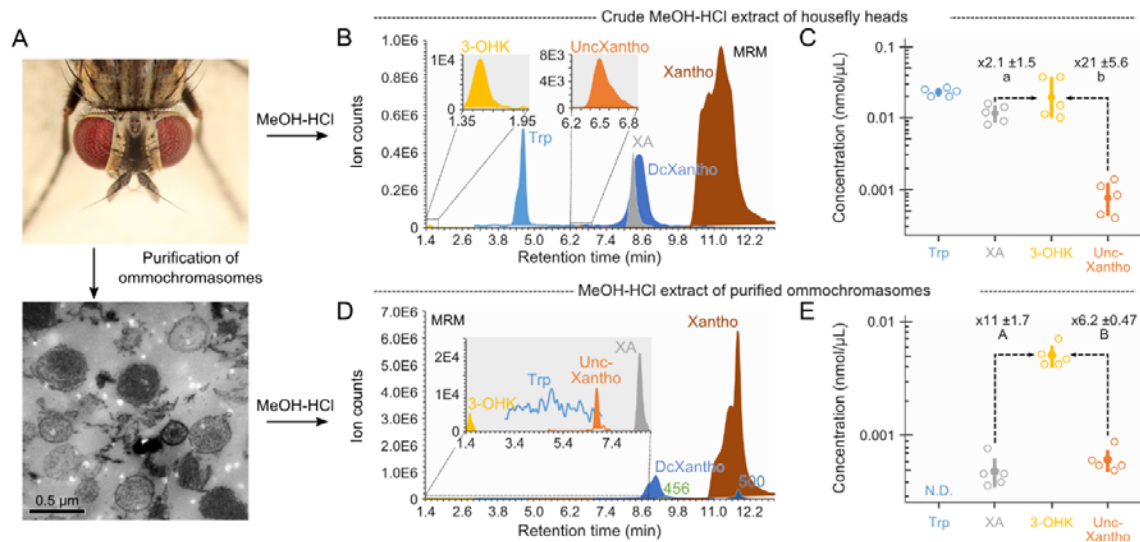 A
MeOH-HCl
Purification of
ommochromasomes
0.5 µm
MeOH-HCl
Crude MeOH-HCl extract of housefly heads
B
MRM
1.0E6
0.8E6
0.6E6
0.4E6
0.2E6
0
Ion counts
3-OHK
1E4
0
1.35
1.95
UncXantho
8E3
4E3
0
6.2
6.5
6.8
Trp
XA
DcXantho
Xantho
1.4
2.6
3.8
5.0
6.2
7.4
8.6
9.8
11.0
12.2
Retention time (min)
C
0.1
0.01
0.001
Concentration (nmol/µL)
x2.1 ±1.5
a
x21 ±5.6
b
Trp
XA
3-OHK
Unc-
Xantho
MeOH-HCl extract of purified ommochromasomes
D
MRM
7.0E6
6.0E6
5.0E6
4.0E6
3.0E6
2.0E6
1.0E6
0
Ion counts
2E4
1E4
0
3-OHK
Trp
Unc-
Xantho
XA
1.4
3.4
5.4
7.4
Xantho
DcXantho
456
500
1.4
2.6
3.8
5.0
6.2
7.4
8.6
9.8
11.0
12.2
Retention time (min)
E
0.01
0.001
Concentration (nmol/µL)
x11 ±1.7
A
x6.2 ±0.47
B
N.D.
Trp
XA
3-OHK
Unc-
Xantho